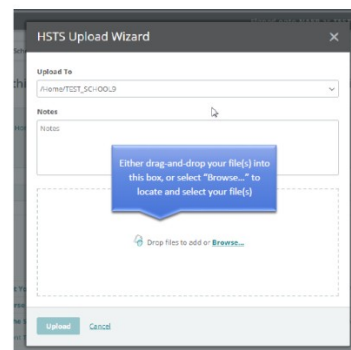 HSTS Upload Wizard
Upload To
/Home/TEST_SCHOOL9
Notes
Notes
Either drag-and-drop your file(s) into
this box, or select “Browse...” to
locate and select your file(s)
Drop files to add or Browse...
Upload Cancel